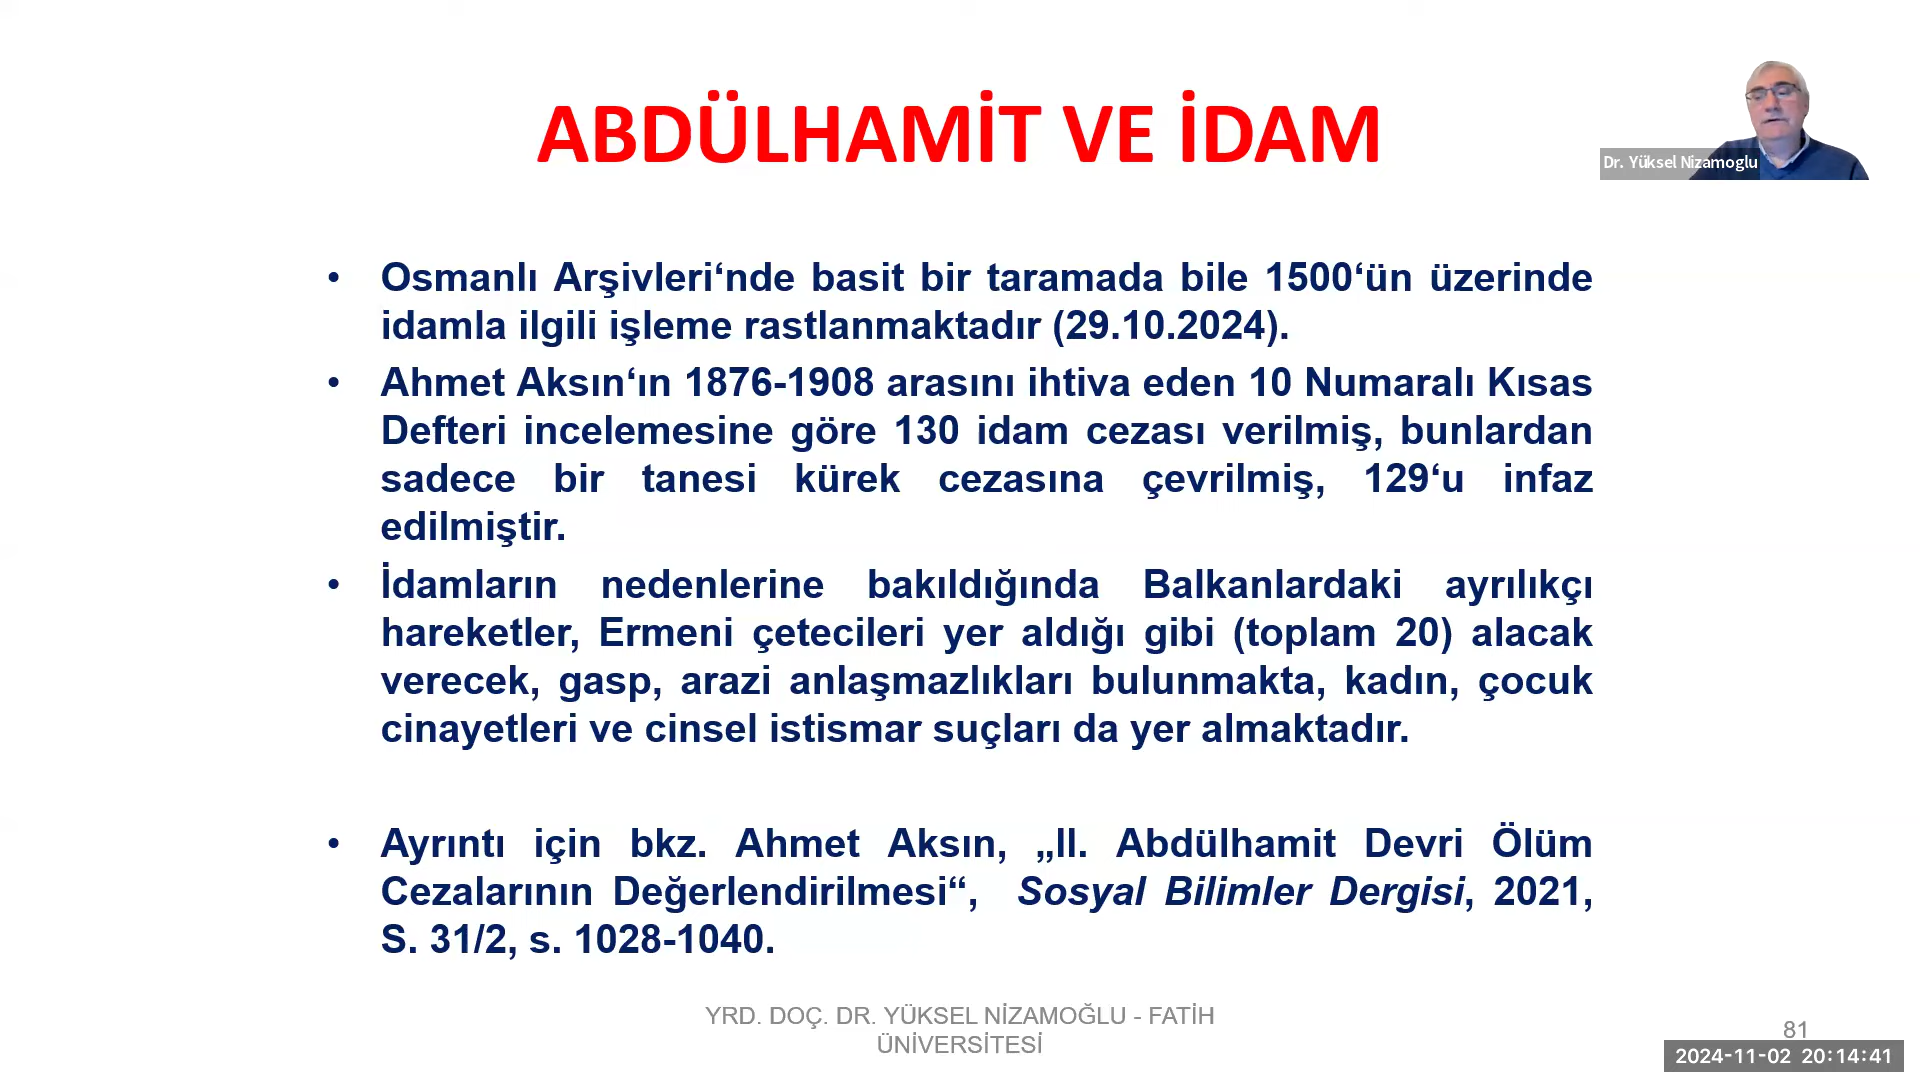 ABDÜLHAMİT VE İDAM
Dr. Yüksel Nizamoglu
• Osmanlı Arşivleri‘nde basit bir taramada bile 1500‘ün üzerinde
idamla ilgili işleme rastlanmaktadır (29.10.2024).
• Ahmet Aksın‘ın 1876-1908 arasını ihtiva eden 10 Numaralı Kısas
Defteri incelemesine göre 130 idam cezası verilmiş, bunlardan
sadece bir tanesi kürek cezasına çevrilmiş, 129‘u infaz
edilmiştir.
• İdamların nedenlerine bakıldığında Balkanlardaki ayrılıkçı
hareketler, Ermeni çetecileri yer aldığı gibi (toplam 20) alacak
verecek, gasp, arazi anlaşmazlıkları bulunmakta, kadın, çocuk
cinayetleri ve cinsel istismar suçları da yer almaktadır.
• Ayrıntı için bkz. Ahmet Aksın, „II. Abdülhamit Devri Ölüm
Cezalarının Değerlendirilmesi“, Sosyal Bilimler Dergisi, 2021,
S. 31/2, s. 1028-1040.
YRD. DOÇ. DR. YÜKSEL NİZAMOĞLU - FATİH
ÜNİVERSİTESİ
81
2024-11-02 20:14:41